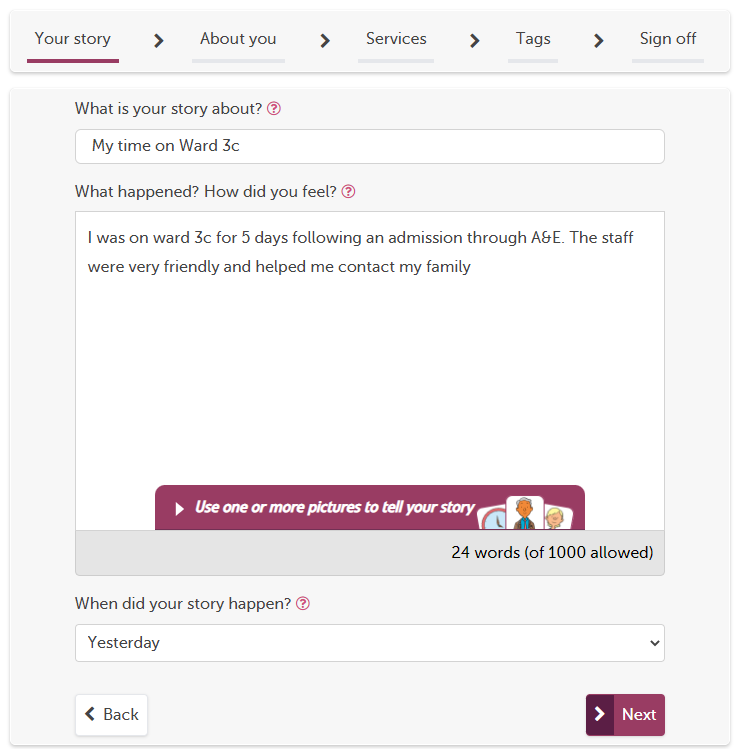 Your story
About you
Services
Tags
Sign off
What is your story about?
My time on Ward 3c
What happened? How did you feel?
I was on ward 3c for 5 days following an admission through A&E. The staff
were very friendly and helped me contact my family
Use one or more pictures to tell your story
24 words (of 1000 allowed)
When did your story happen?
Yesterday
Back
Next